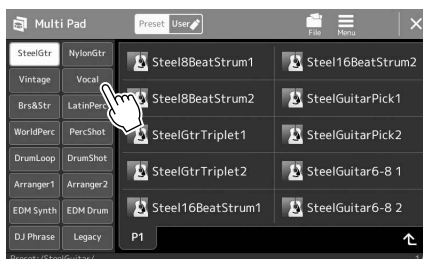 Multi Pad Preset User File Menu
SteelGtr NylonGtr
Vintage Vocal
Brs&Str LatinPerc
WorldPerc PercShot
DrumLoop DrumShot
Arranger1 Arranger2
EDM Synth EDM Drum
DJ Phrase Legacy
Steel8BeatStrum1 Steel16BeatStrum2
Steel8BeatStrum2 SteelGuitarPick1
SteelGtrTriplet1 SteelGuitarPick2
SteelGtrTriplet2 SteelGuitar6-8 1
Steel16BeatStrum1 SteelGuitar6-8 2
P1
Preset:/SteelGuitar/